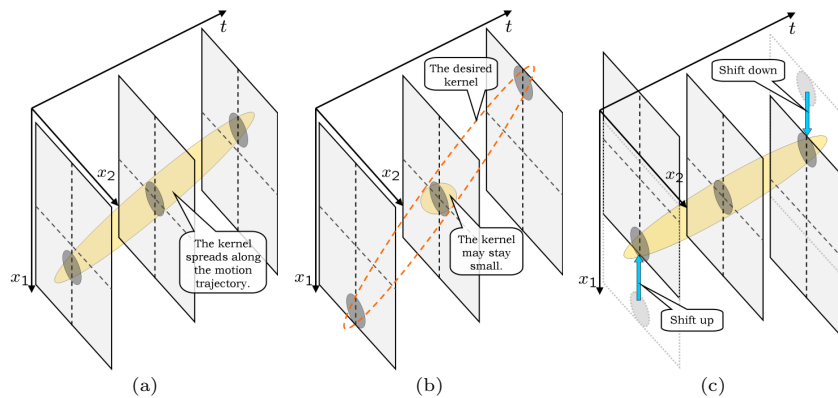 t
x₂
x₁
The kernel
spreads along
the motion
trajectory.
(a)
t
The desired
kernel
x₂
x₁
The kernel
may stay
small.
(b)
t
Shift down
x₂
x₁
Shift up
(c)